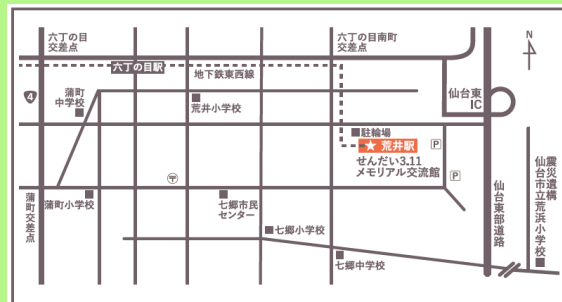 六丁の目
交差点
六丁の目南町
交差点
N
六丁の目駅
地下鉄東西線
4
蒲町
中学校
荒井小学校
仙台東
IC
駐輪場
荒井駅
P
せんだい3.11
メモリアル交流館
P
〒
蒲町交差点
蒲町小学校
七郷市民
センター
七郷小学校
七郷中学校
仙台東部道路
震災遺構
仙台市立荒浜小学校